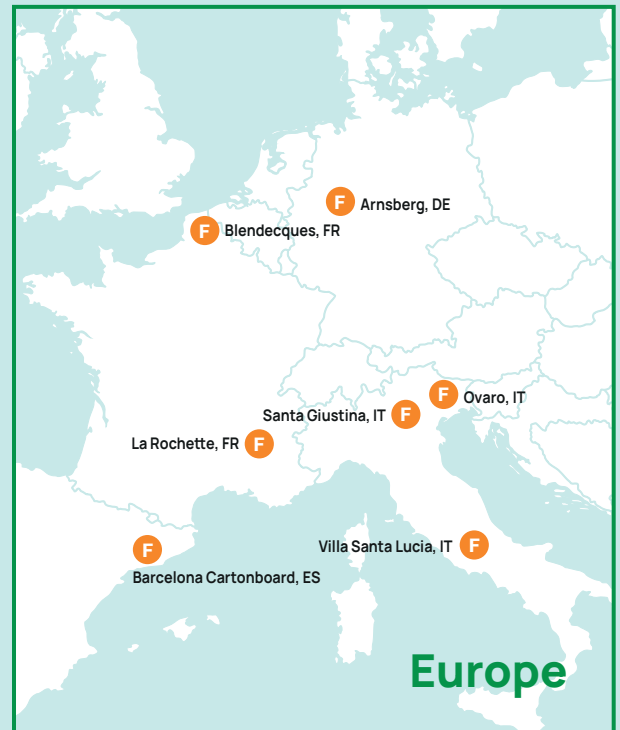 F Arnsberg, DE
F Blendecques, FR
F Ovaro, IT
Santa Giustina, IT F
La Rochette, FR F
Villa Santa Lucia, IT F
F
Barcelona Cartonboard, ES
Europe